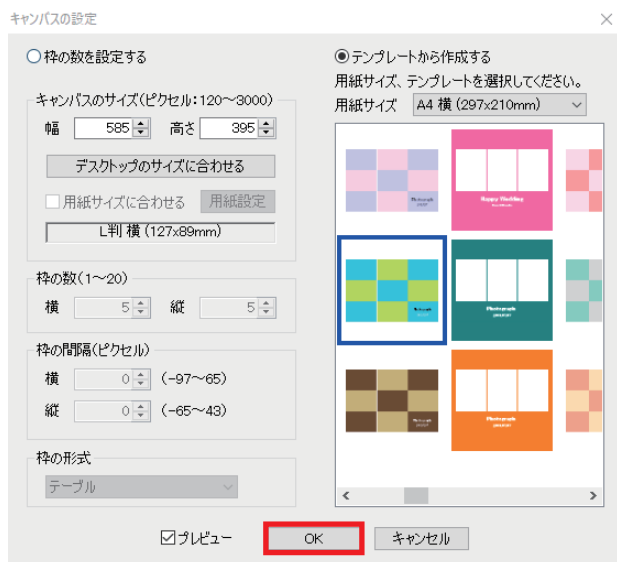 キャンバスの設定
枠の数を設定する
キャンバスのサイズ(ピクセル:120～3000)
幅 585 高さ 395
デスクトップのサイズに合わせる
用紙サイズに合わせる 用紙設定
L判 横 (127x89mm)
枠の数(1～20)
横 5 縦 5
枠の間隔(ピクセル)
横 0 (-97～65)
縦 0 (-65～43)
枠の形式
テーブル
テンプレートから作成する
用紙サイズ、テンプレートを選択してください。
用紙サイズ A4 横 (297x210mm)
Happy Wedding
プレビュー OK キャンセル